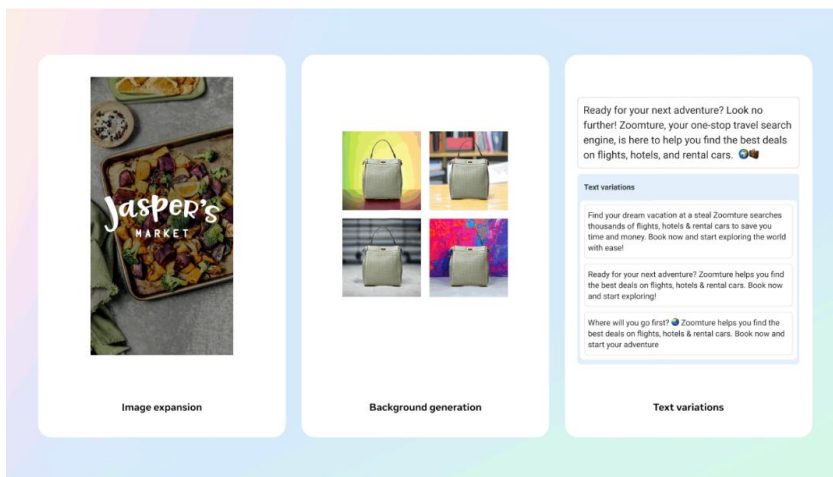 Jasper's
MARKET
Image expansion
Background generation
Ready for your next adventure? Look no
further! Zoomture, your one-stop travel search
engine, is here to help you find the best deals
on flights, hotels, and rental cars. 🌍🧳
Text variations
Find your dream vacation at a steal Zoomture searches
thousands of flights, hotels & rental cars to save you
time and money. Book now and start exploring the world
with ease!
Ready for your next adventure? Zoomture helps you find
the best deals on flights, hotels & rental cars. Book now
and start exploring!
Where will you go first? 🌍 Zoomture helps you find the
best deals on flights, hotels & rental cars. Book now and
start your adventure
Text variations